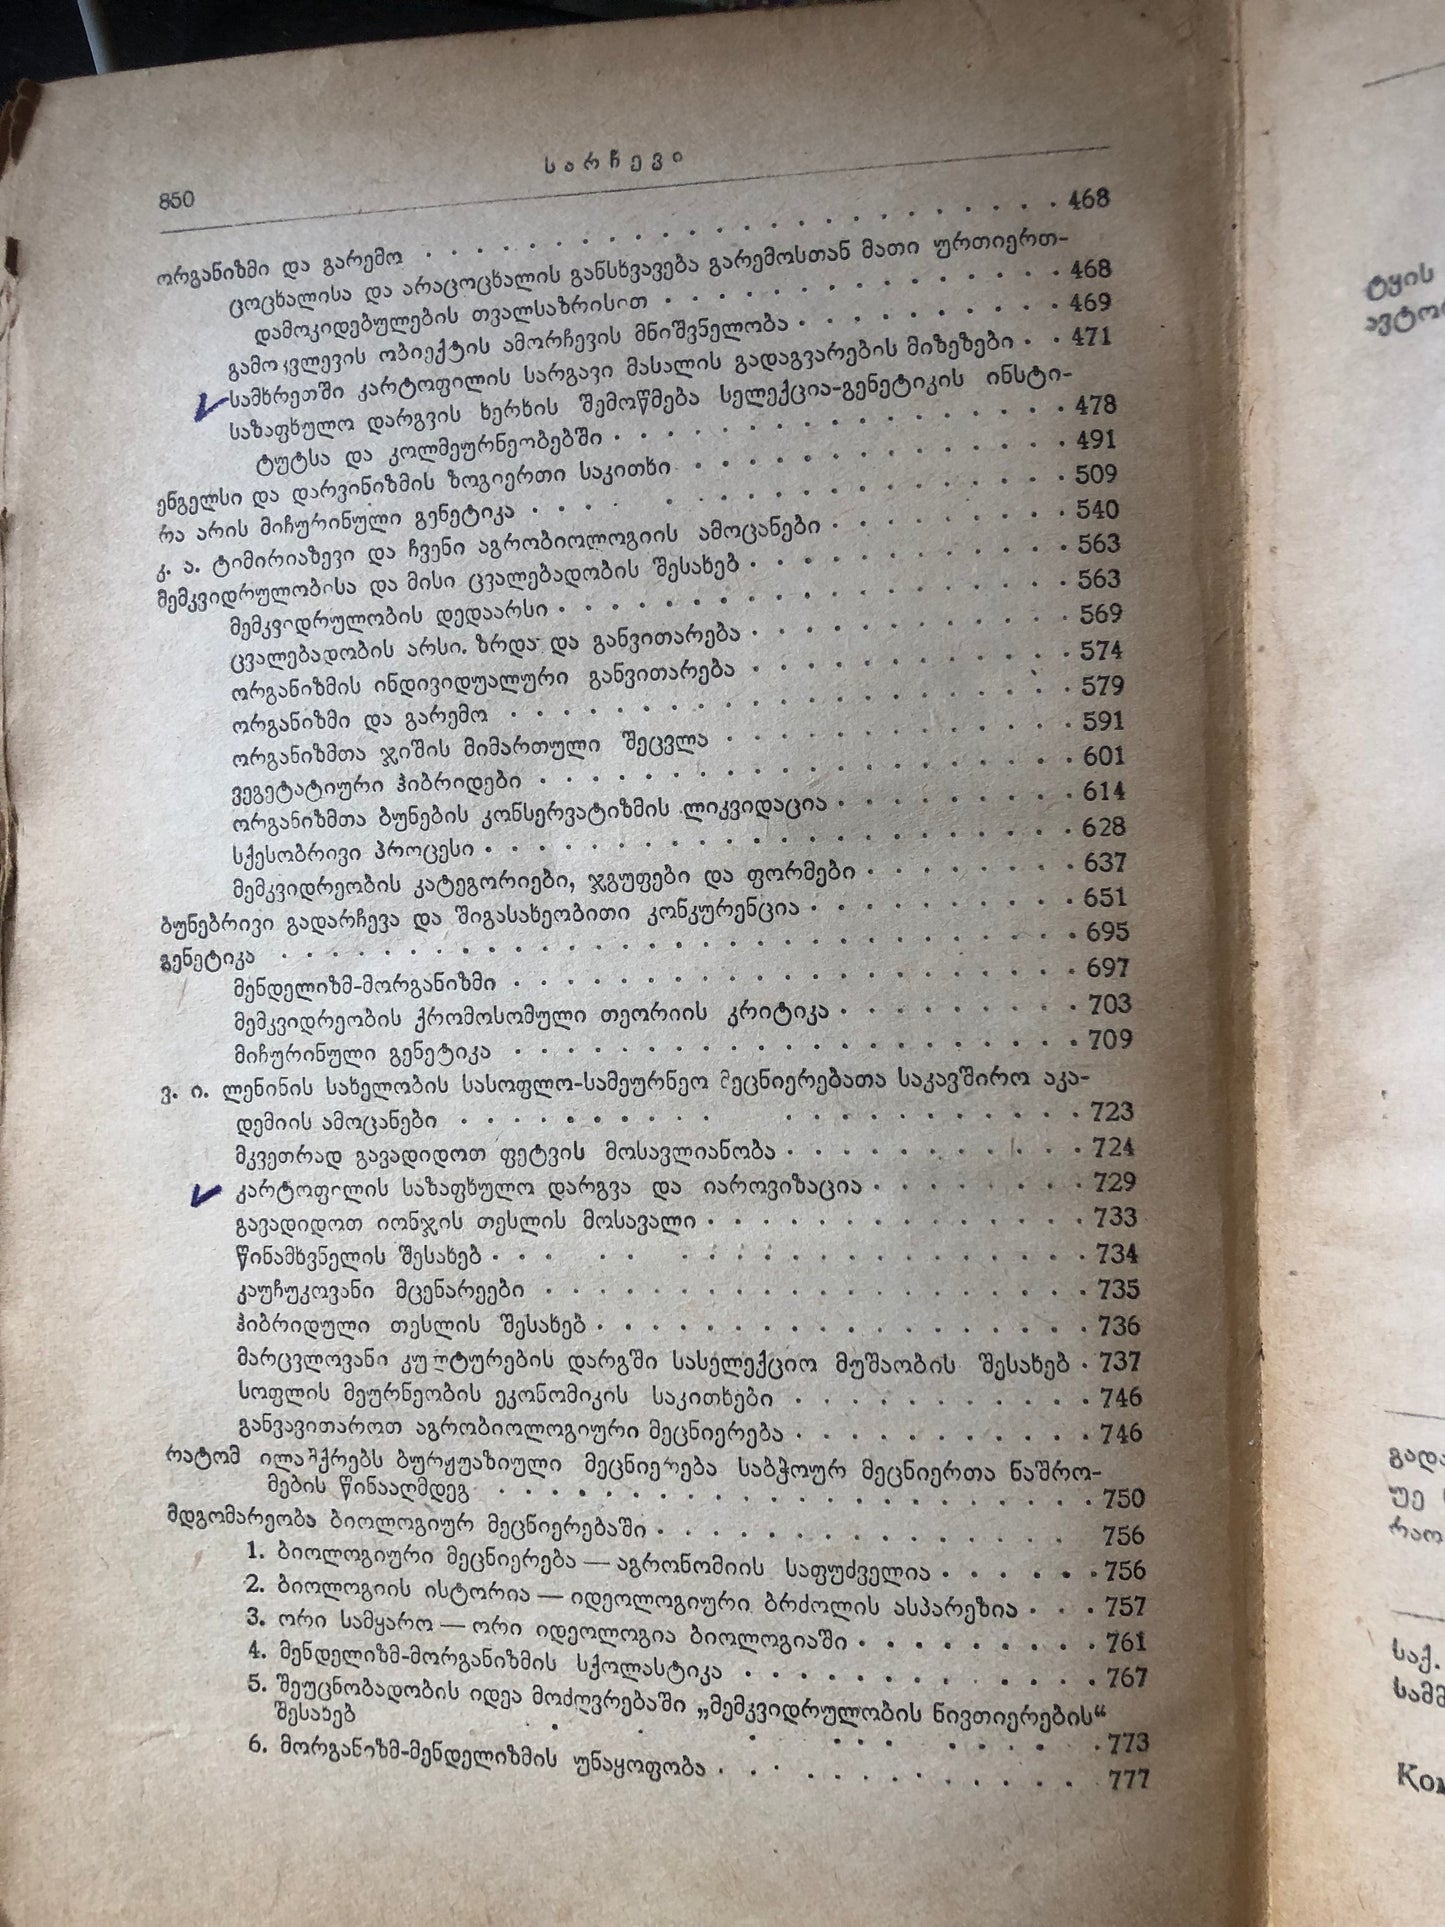 850
სარჩევი
ორგანიზმი და გარემო . . . . . . . . . . . . . . . . . . . . 468
ცოცხალისა და არაცოცხალის განსხვავება გარემოსთან მათი ურთიერთ-
დამოკიდებულების თვალსაზრისით . . . . . . . . . . . . . 468
გამოკვლევის ობიექტის ამორჩევის მნიშვნელობა . . . . . . . . . 469
სამხრეთში კარტოფილის სარგავი მასალის გადაგვარების მიზეზები . . 471
საზაფხულო დარგვის ხერხის შემოწმება სელექცია-გენეტიკის ინსტი-
ტუტსა და კოლმეურნეობებში . . . . . . . . . . . . . . . . 478
ენგელსი და დარვინიზმის ზოგიერთი საკითხი . . . . . . . . . . . . 491
რა არის მიჩურინული გენეტიკა . . . . . . . . . . . . . . . . . 509
კ. ა. ტიმირიაზევი და ჩვენი აგრობიოლოგიის ამოცანები . . . . . . . . 540
მემკვიდრულობისა და მისი ცვალებადობის შესახებ . . . . . . . . . . 563
მემკვიდრულობის დედაარსი . . . . . . . . . . . . . . . . . . 563
ცვალებადობის არსი. ზრდა და განვითარება . . . . . . . . . . . 569
ორგანიზმის ინდივიდუალური განვითარება . . . . . . . . . . . 574
ორგანიზმი და გარემო . . . . . . . . . . . . . . . . . . . . 579
ორგანიზმთა ჯიშის მიმართული შეცვლა . . . . . . . . . . . . . 591
ვეგეტატიური ჰიბრიდები . . . . . . . . . . . . . . . . . . . 601
ორგანიზმთა ბუნების კონსერვატიზმის ლიკვიდაცია . . . . . . . . 614
სქესობრივი პროცესი . . . . . . . . . . . . . . . . . . . . . 628
მემკვიდრეობის კატეგორიები, ჯგუფები და ფორმები . . . . . . . . 637
ბუნებრივი გადარჩევა და შიგასახეობითი კონკურენცია . . . . . . . . . 651
გენეტიკა . . . . . . . . . . . . . . . . . . . . . . . . . . 695
მენდელიზმ-მორგანიზმი . . . . . . . . . . . . . . . . . . . 697
მემკვიდრეობის ქრომოსომული თეორიის კრიტიკა . . . . . . . . . 703
მიჩურინული გენეტიკა . . . . . . . . . . . . . . . . . . . . 709
ვ. ი. ლენინის სახელობის სასოფლო-სამეურნეო მეცნიერებათა საკავშირო აკა-
დემიის ამოცანები . . . . . . . . . . . . . . . . . . . . . 723
მკვეთრად გავადიდოთ ფეტვის მოსავლიანობა . . . . . . . . . . . 724
კარტოფილის საზაფხულო დარგვა და იაროვიზაცია . . . . . . . . 729
გავადიდოთ იონჯის თესლის მოსავალი . . . . . . . . . . . . . . 733
წინამხვნელის შესახებ . . . . . . . . . . . . . . . . . . . . 734
კაუჩუკოვანი მცენარეები . . . . . . . . . . . . . . . . . . . 735
ჰიბრიდული თესლის შესახებ . . . . . . . . . . . . . . . . . . 736
მარცვლოვანი კულტურების დარგში სასელექციო მუშაობის შესახებ . 737
სოფლის მეურნეობის ეკონომიკის საკითხები . . . . . . . . . . . 746
განვავითაროთ აგრობიოლოგიური მეცნიერება . . . . . . . . . . . 746
რატომ ილაშქრებს ბურჟუაზიული მეცნიერება საბჭოურ მეცნიერთა ნაშრო-
მების წინააღმდეგ . . . . . . . . . . . . . . . . . . . . . 750
მდგომარეობა ბიოლოგიურ მეცნიერებაში . . . . . . . . . . . . . . 756
1. ბიოლოგიური მეცნიერება — აგრონომიის საფუძველია . . . . . . 756
2. ბიოლოგიის ისტორია — იდეოლოგიური ბრძოლის ასპარეზია . . . 757
3. ორი სამყარო — ორი იდეოლოგია ბიოლოგიაში . . . . . . . . . 761
4. მენდელიზმ-მორგანიზმის სქოლასტიკა . . . . . . . . . . . . . 767
5. შეუცნობადობის იდეა მოძღვრებაში „მემკვიდრულობის ნივთიერების“
შესახებ . . . . . . . . . . 773
6. მორგანიზმ-მენდელიზმის უნაყოფობა . . . . . . . . . . . . . 777
ტყის
გადა
უე
რაო
საქ.
სამმ
Ком